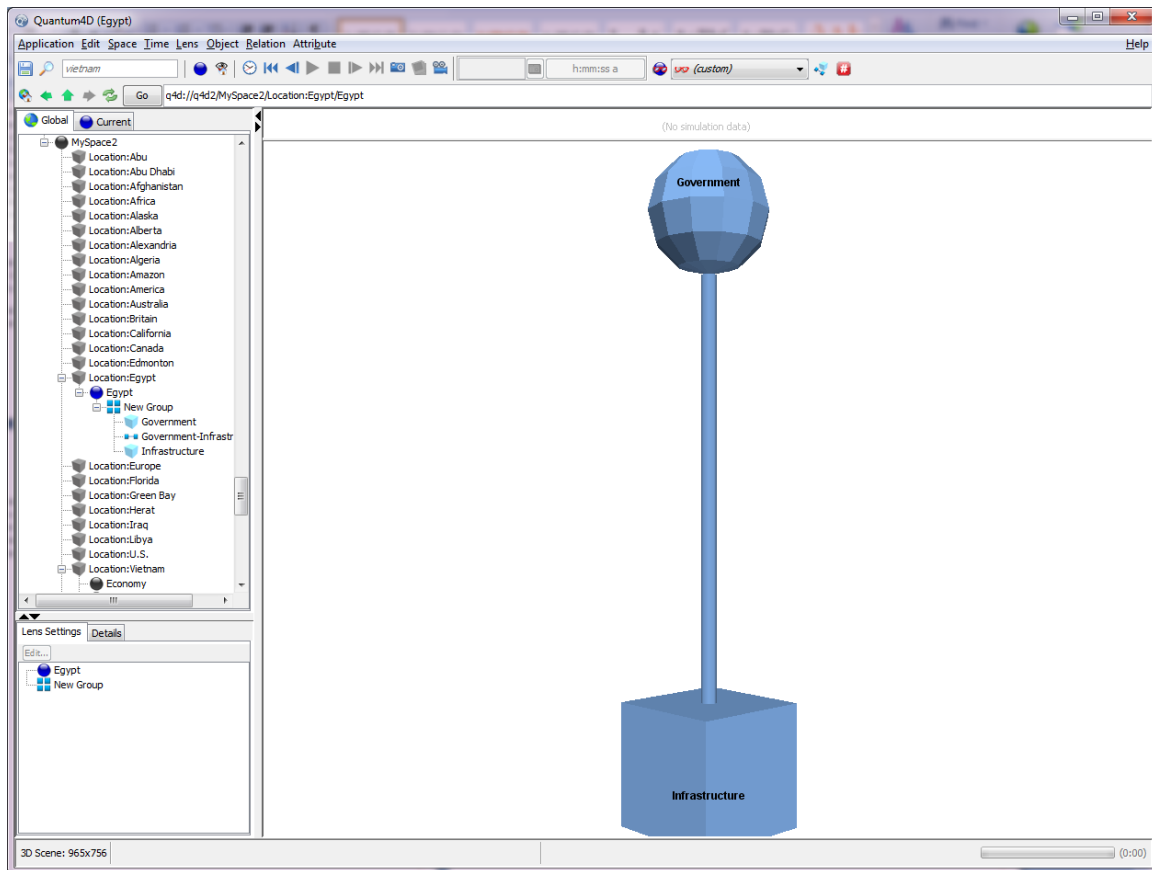 Quantum4D (Egypt)
Application Edit Space Time Lens Object Relation Attribute Help
vietnam h:mm:ss a (custom)
Go q4d://q4d2/MySpace2/Location:Egypt/Egypt
Global Current
(No simulation data)
MySpace2
Location:Abu
Location:Abu Dhabi
Location:Afghanistan
Location:Africa
Location:Alaska
Location:Alberta
Location:Alexandria
Location:Algeria
Location:Amazon
Location:America
Location:Australia
Location:Britain
Location:California
Location:Canada
Location:Edmonton
Location:Egypt
Egypt
New Group
Government
Government-Infrastr
Infrastructure
Location:Europe
Location:Florida
Location:Green Bay
Location:Herat
Location:Iraq
Location:Libya
Location:U.S.
Location:Vietnam
Economy
Lens Settings Details
Edit...
Egypt
New Group
Government
Infrastructure
3D Scene: 965x756
(0:00)